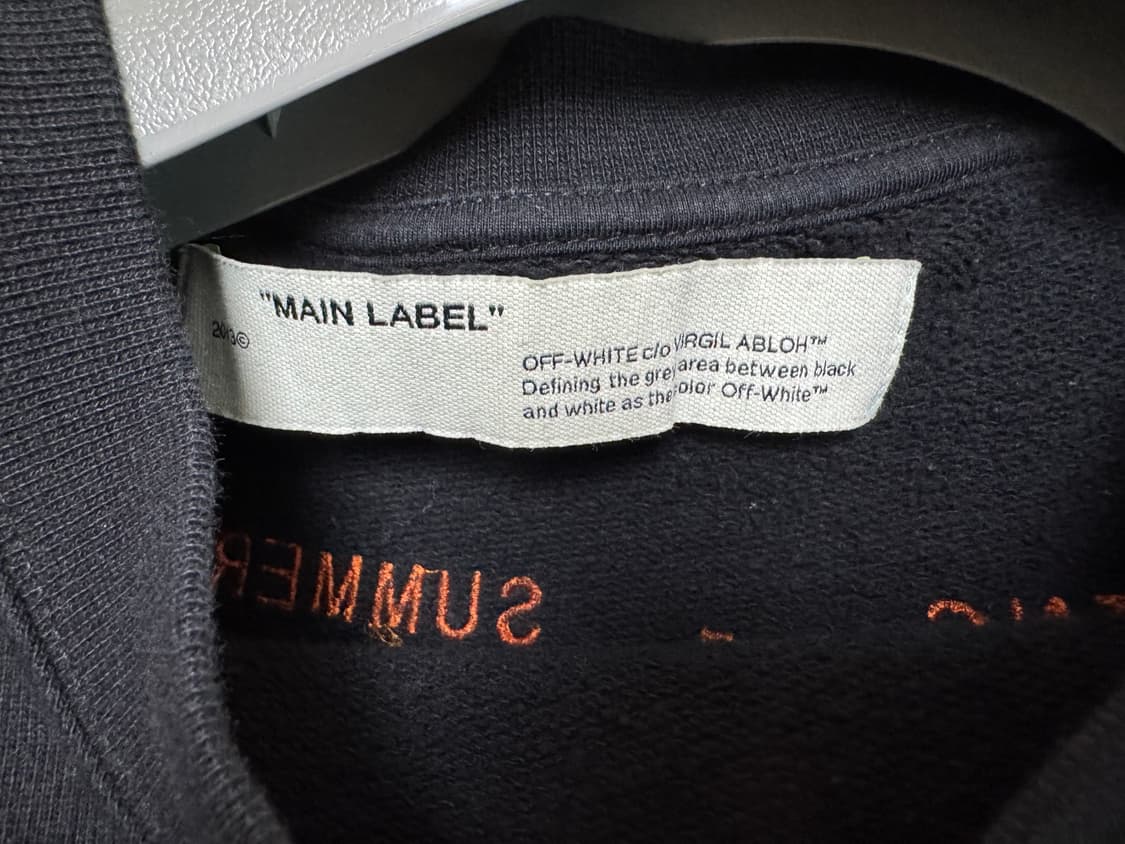 "MAIN LABEL"
2013©
OFF-WHITE c/o VIRGIL ABLOH™
Defining the grey area between black
and white as the color Off-White™
SUMMER